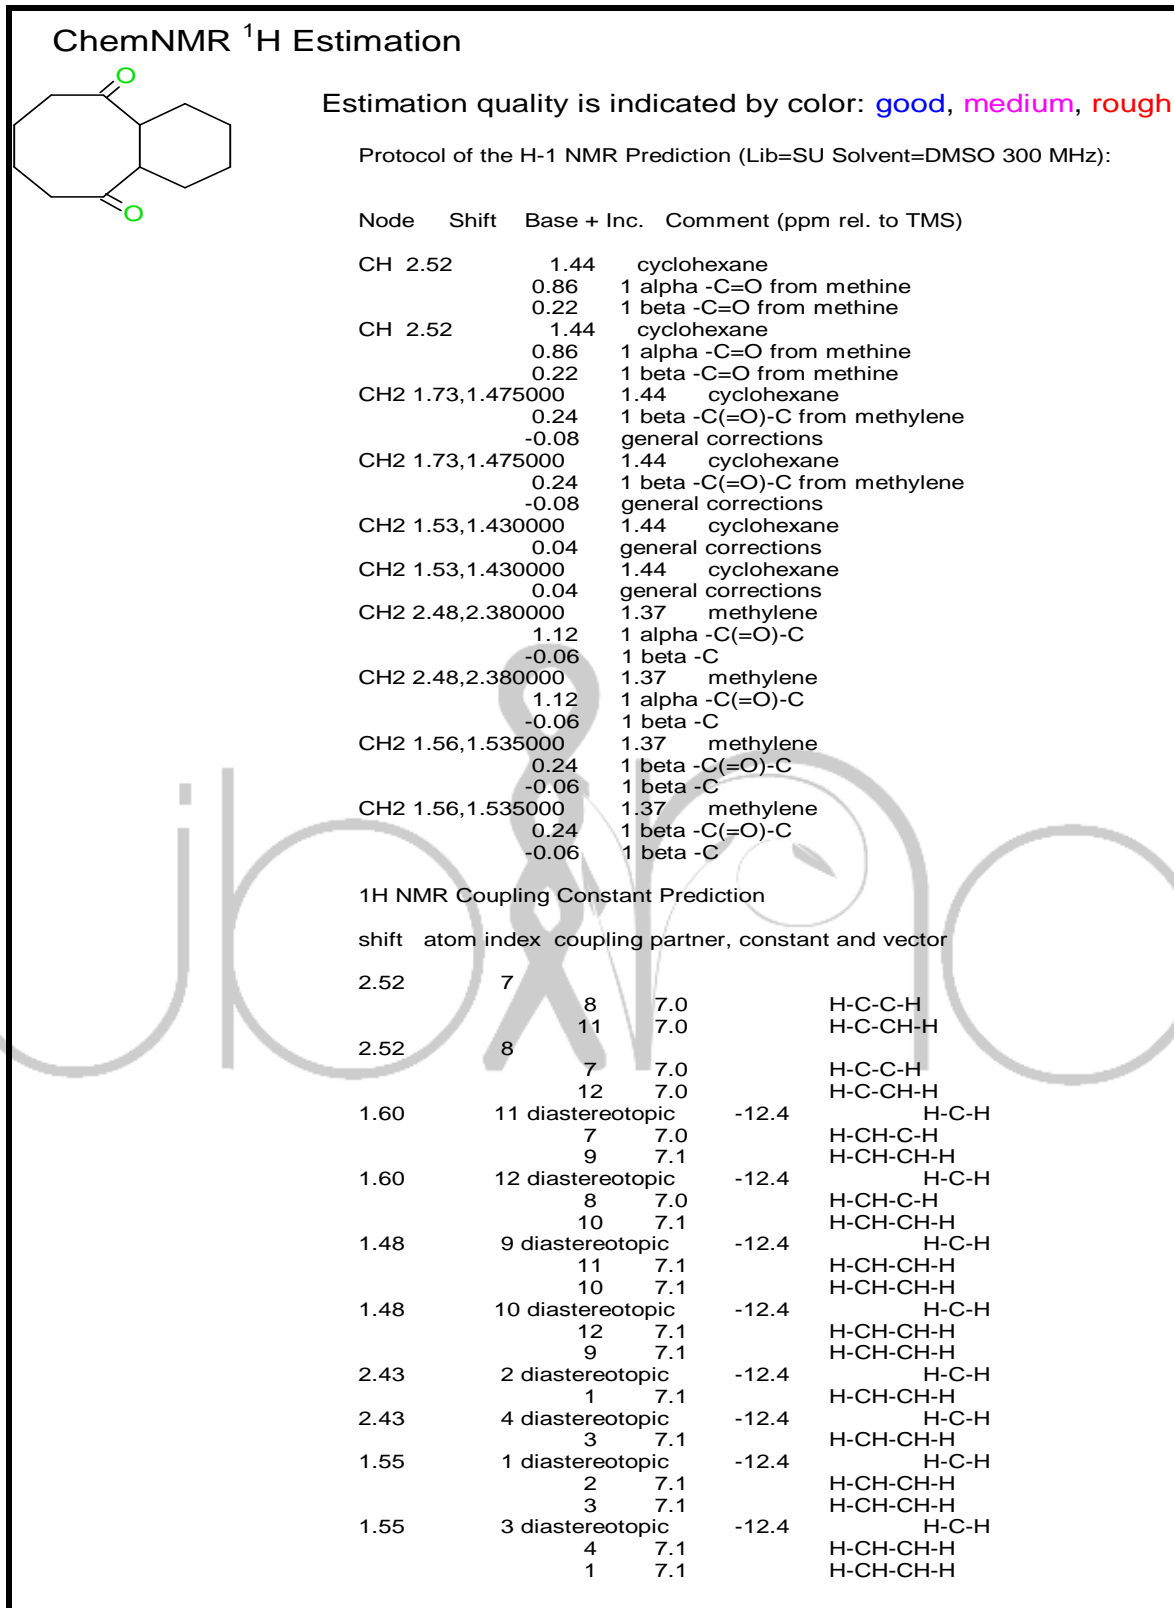 ChemNMR ¹H Estimation
O
O
Estimation quality is indicated by color: good, medium, rough
Protocol of the H-1 NMR Prediction (Lib=SU Solvent=DMSO 300 MHz):
Node Shift Base + Inc. Comment (ppm rel. to TMS)
CH 2.52 1.44 cyclohexane
0.86 1 alpha -C=O from methine
0.22 1 beta -C=O from methine
CH 2.52 1.44 cyclohexane
0.86 1 alpha -C=O from methine
0.22 1 beta -C=O from methine
CH2 1.73,1.475000 1.44 cyclohexane
0.24 1 beta -C(=O)-C from methylene
-0.08 general corrections
CH2 1.73,1.475000 1.44 cyclohexane
0.24 1 beta -C(=O)-C from methylene
-0.08 general corrections
CH2 1.53,1.430000 1.44 cyclohexane
0.04 general corrections
CH2 1.53,1.430000 1.44 cyclohexane
0.04 general corrections
CH2 2.48,2.380000 1.37 methylene
1.12 1 alpha -C(=O)-C
-0.06 1 beta -C
CH2 2.48,2.380000 1.37 methylene
1.12 1 alpha -C(=O)-C
-0.06 1 beta -C
CH2 1.56,1.535000 1.37 methylene
0.24 1 beta -C(=O)-C
-0.06 1 beta -C
CH2 1.56,1.535000 1.37 methylene
0.24 1 beta -C(=O)-C
-0.06 1 beta -C
1H NMR Coupling Constant Prediction
shift atom index coupling partner, constant and vector
2.52 7
8 7.0 H-C-C-H
11 7.0 H-C-CH-H
2.52 8
7 7.0 H-C-C-H
12 7.0 H-C-CH-H
1.60 11 diastereotopic -12.4 H-C-H
7 7.0 H-CH-C-H
9 7.1 H-CH-CH-H
1.60 12 diastereotopic -12.4 H-C-H
8 7.0 H-CH-C-H
10 7.1 H-CH-CH-H
1.48 9 diastereotopic -12.4 H-C-H
11 7.1 H-CH-CH-H
10 7.1 H-CH-CH-H
1.48 10 diastereotopic -12.4 H-C-H
12 7.1 H-CH-CH-H
9 7.1 H-CH-CH-H
2.43 2 diastereotopic -12.4 H-C-H
1 7.1 H-CH-CH-H
2.43 4 diastereotopic -12.4 H-C-H
3 7.1 H-CH-CH-H
1.55 1 diastereotopic -12.4 H-C-H
2 7.1 H-CH-CH-H
3 7.1 H-CH-CH-H
1.55 3 diastereotopic -12.4 H-C-H
4 7.1 H-CH-CH-H
1 7.1 H-CH-CH-H